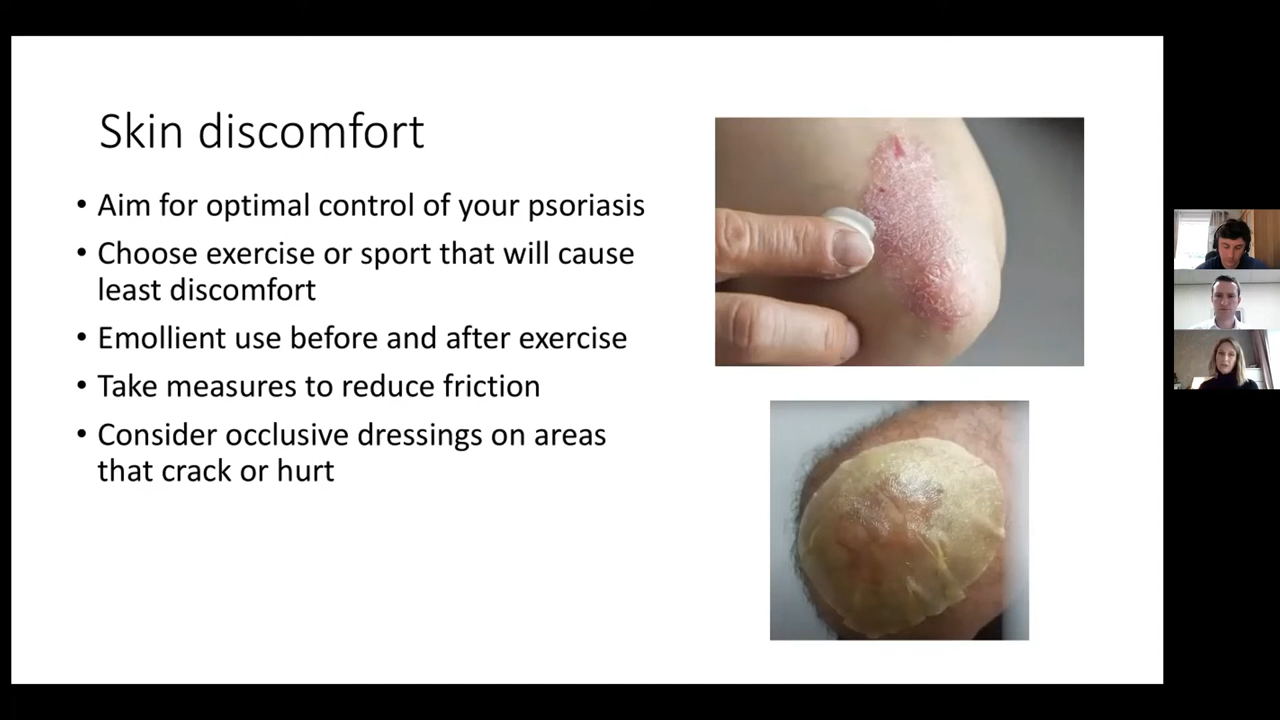 Skin discomfort
• Aim for optimal control of your psoriasis
• Choose exercise or sport that will cause
least discomfort
• Emollient use before and after exercise
• Take measures to reduce friction
• Consider occlusive dressings on areas
that crack or hurt